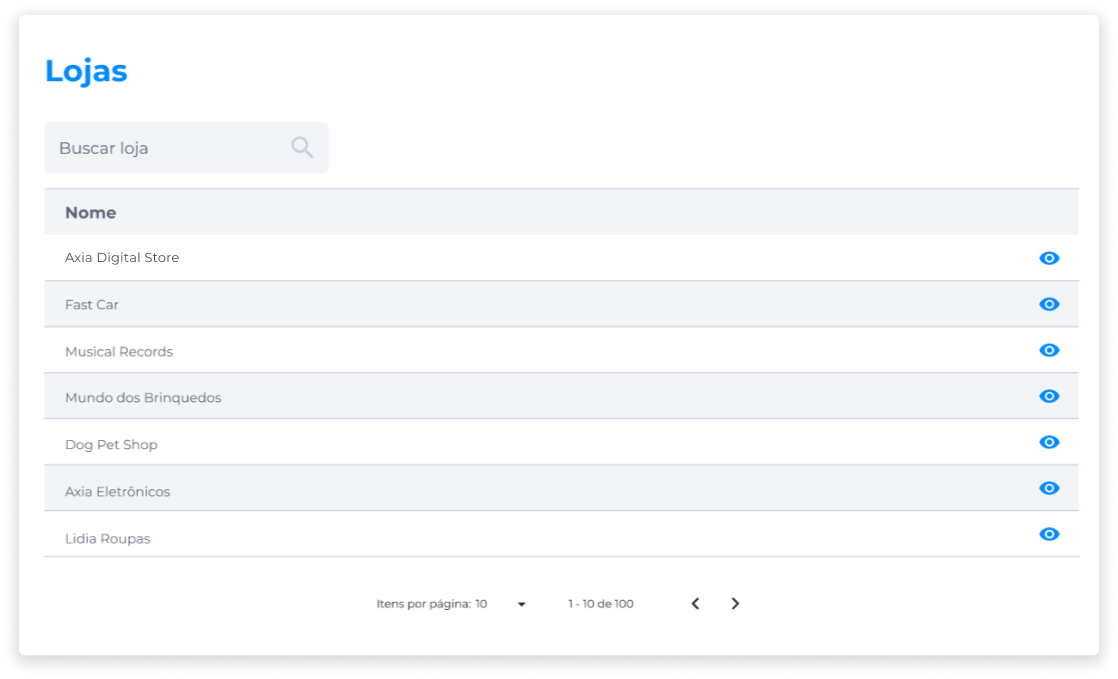 Lojas
Buscar loja
Nome
Axia Digital Store
Fast Car
Musical Records
Mundo dos Brinquedos
Dog Pet Shop
Axia Eletrônicos
Lidia Roupas
Itens por página: 10 1 - 10 de 100